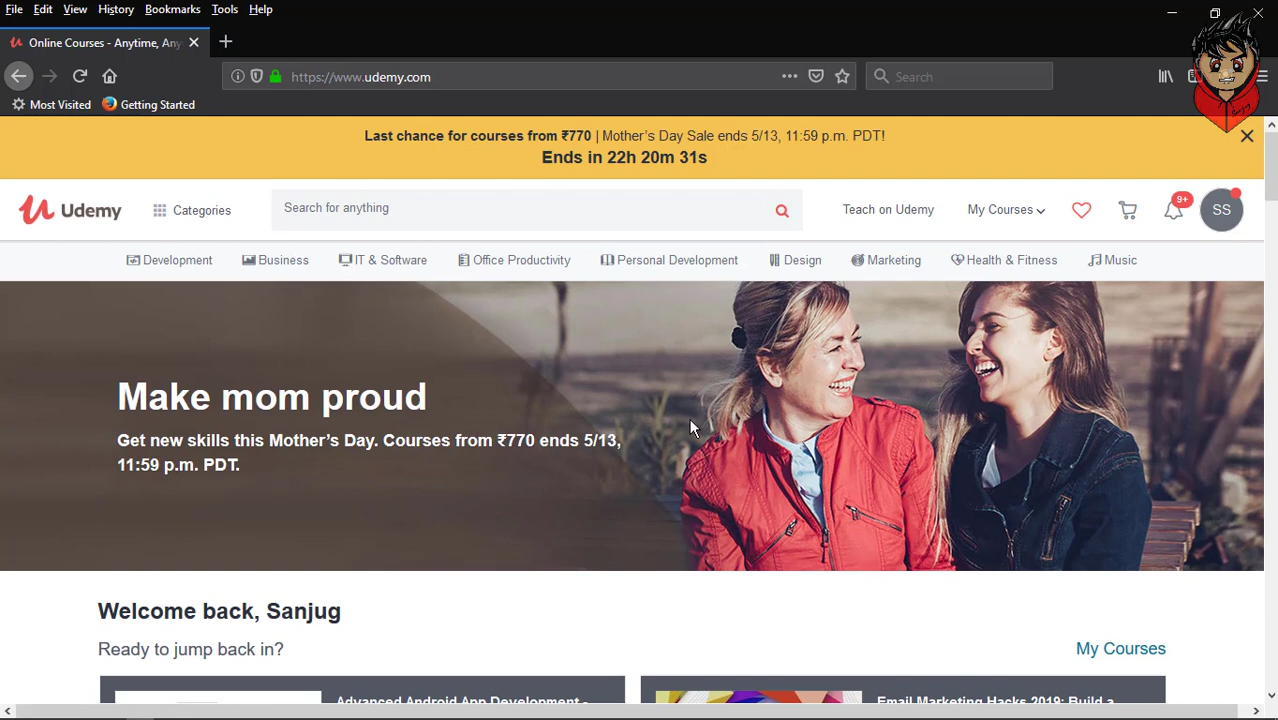 File Edit View History Bookmarks Tools Help
Online Courses - Anytime, Any
https://www.udemy.com
Search
Most Visited Getting Started
Last chance for courses from ₹770 | Mother's Day Sale ends 5/13, 11:59 p.m. PDT!
Ends in 22h 20m 31s
Udemy Categories Search for anything Teach on Udemy My Courses 9+ SS
Development Business IT & Software Office Productivity Personal Development Design Marketing Health & Fitness Music
Make mom proud
Get new skills this Mother's Day. Courses from ₹770 ends 5/13,
11:59 p.m. PDT.
Welcome back, Sanjug
Ready to jump back in? My Courses
Advanced Android App Development - Email Marketing Hacks 2019: Build a